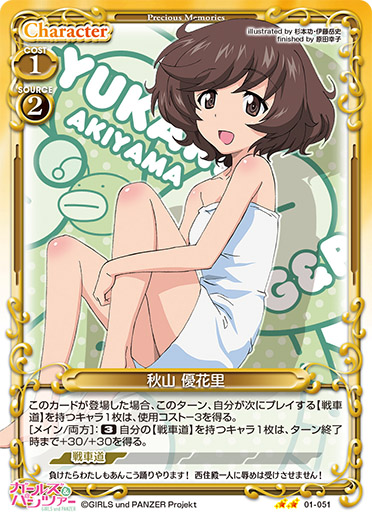 Precious Memories
Character
illustrated by 杉本功・伊藤岳史
finished by 原田幸子
COST
1
SOURCE
2
YUKARI
AKIYAMA
秋山 優花里
このカードが登場した場合、このターン、自分が次にプレイする【戦車
道】を持つキャラ1枚は、使用コスト－3を得る。
[メイン/両方]：3 自分の【戦車道】を持つキャラ1枚は、ターン終了
時まで+30/+30を得る。
戦車道
負けたらわたしもあんこう踊りやります! 西住殿一人に辱めは受けさせません!
ガールズ&パンツァー
GIRLS und PANZER
©GIRLS und PANZER Projekt
01-051